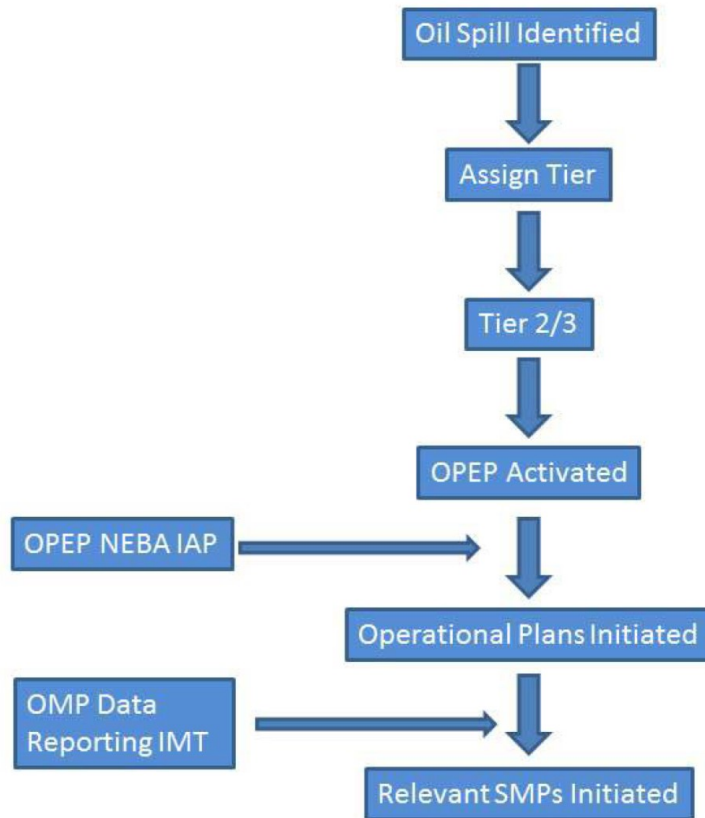 Oil Spill Identified
Assign Tier
Tier 2/3
OPEP Activated
OPEP NEBA IAP
Operational Plans Initiated
OMP Data
Reporting IMT
Relevant SMPs Initiated